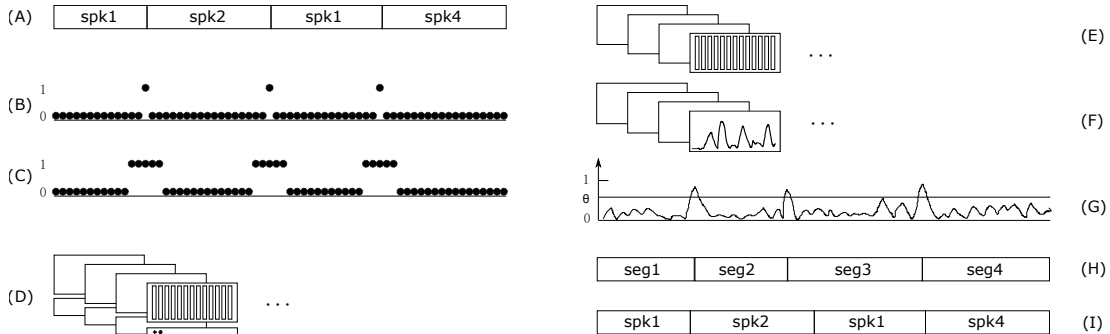 (A) spk1 spk2 spk1 spk4
1
(B)
0
1
(C)
0
(D) ...
... (E)
... (F)
1
θ
0
(G)
seg1 seg2 seg3 seg4 (H)
spk1 spk2 spk1 spk4 (I)